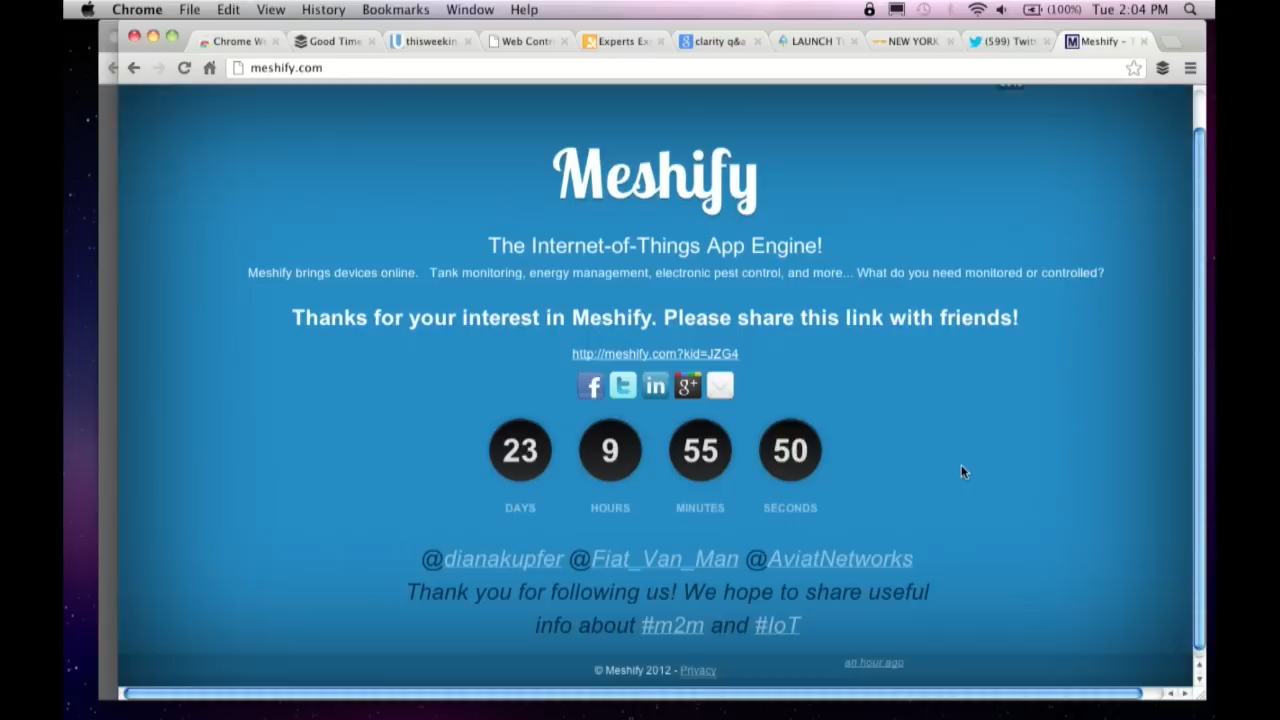 Chrome File Edit View History Bookmarks Window Help (100%) Tue 2:04 PM
Chrome We Good Time thisweekin Web Contr Experts Ex clarity q&a LAUNCH T NEW YORK (599) Twit Meshify – T
meshify.com
Meshify
The Internet-of-Things App Engine!
Meshify brings devices online. Tank monitoring, energy management, electronic pest control, and more... What do you need monitored or controlled?
Thanks for your interest in Meshify. Please share this link with friends!
http://meshify.com?kid=JZG4
f t in g+
23 9 55 50
DAYS HOURS MINUTES SECONDS
@dianakupfer @Fiat_Van_Man @AviatNetworks
Thank you for following us! We hope to share useful
info about #m2m and #IoT
an hour ago
© Meshify 2012 - Privacy